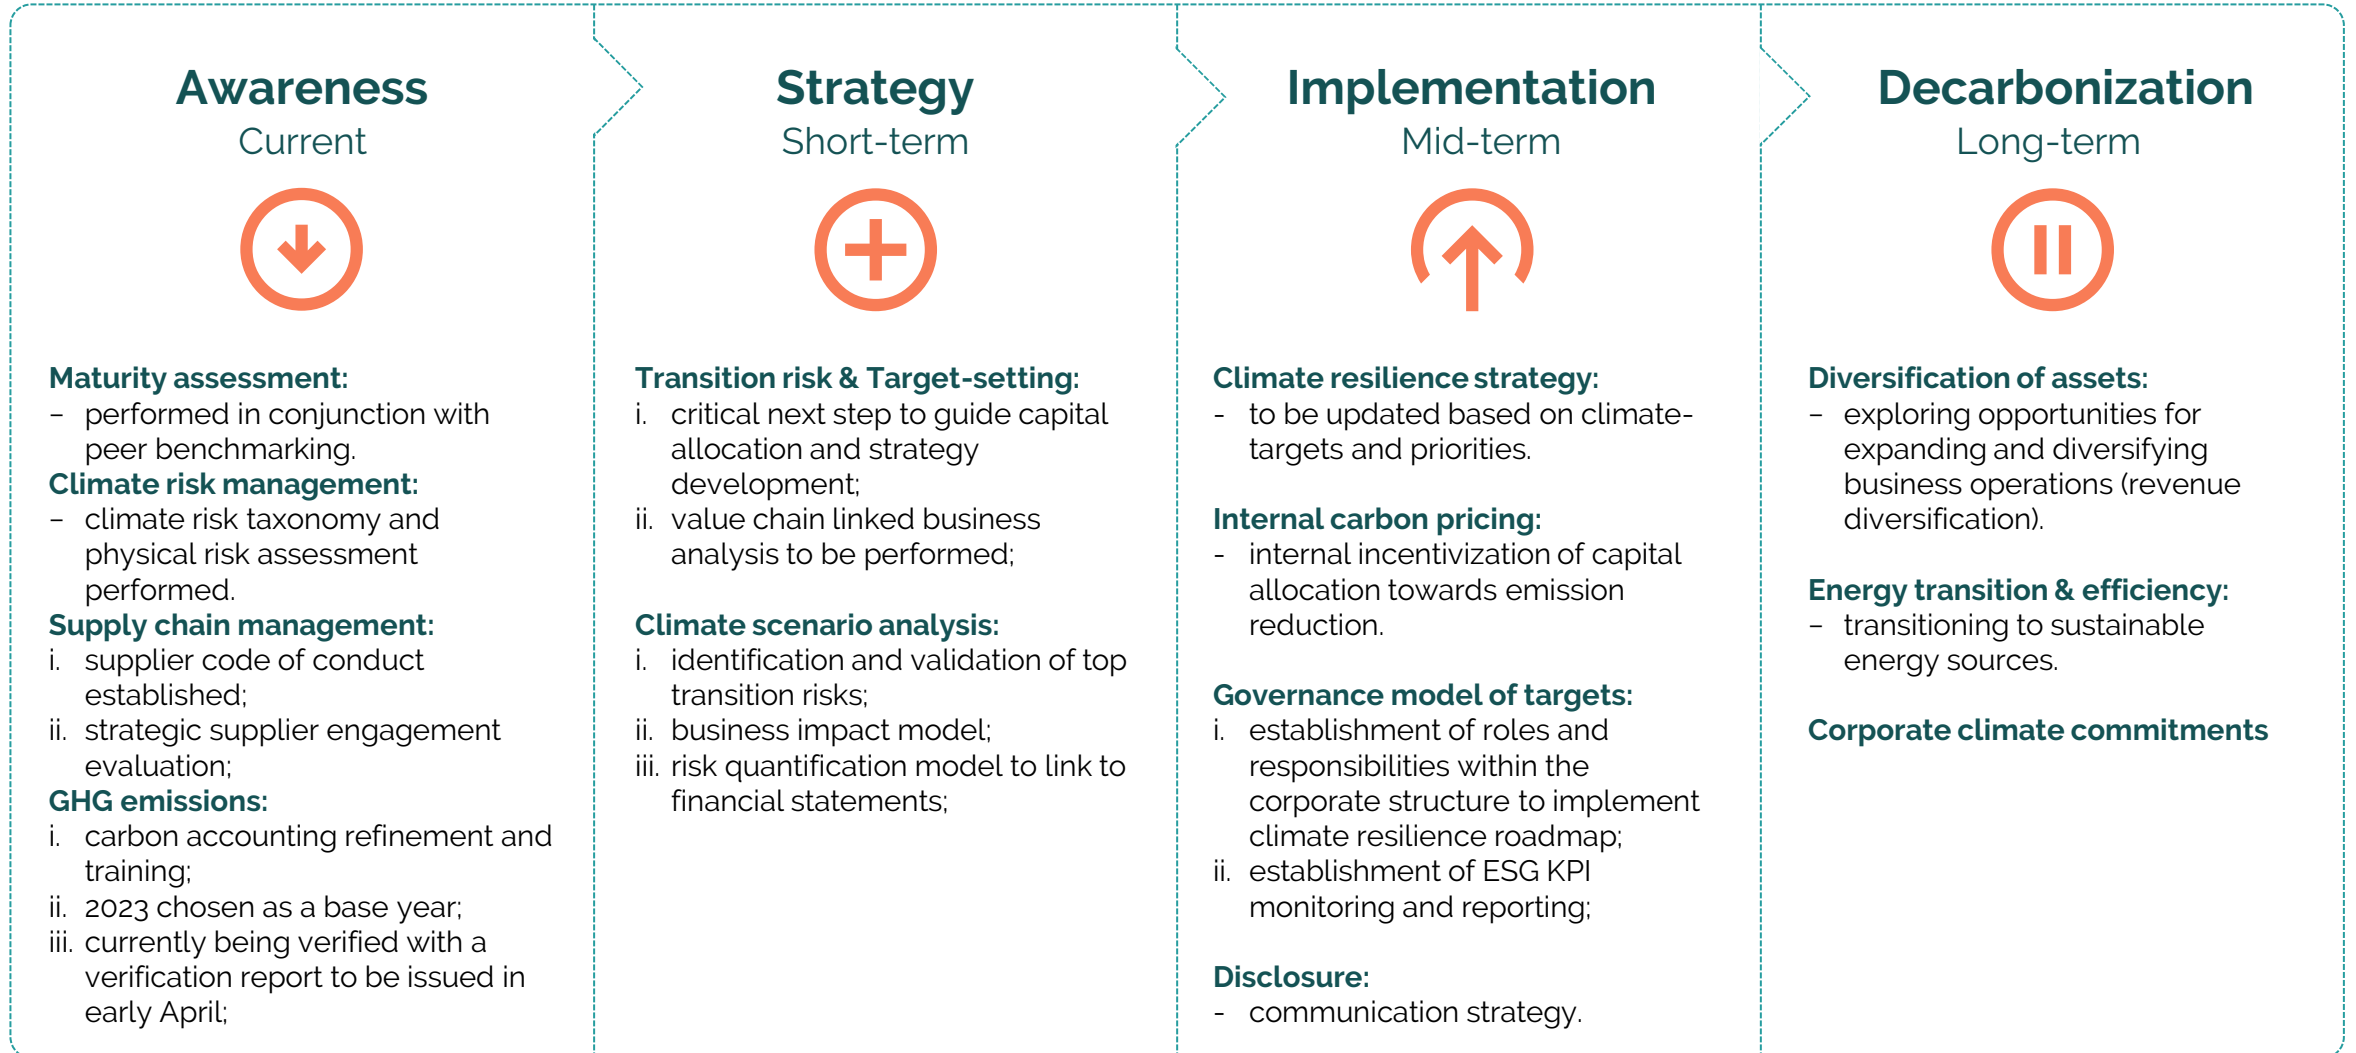 Awareness
Current
Maturity assessment:
– performed in conjunction with
peer benchmarking.
Climate risk management:
– climate risk taxonomy and
physical risk assessment
performed.
Supply chain management:
i. supplier code of conduct
established;
ii. strategic supplier engagement
evaluation;
GHG emissions:
i. carbon accounting refinement and
training;
ii. 2023 chosen as a base year;
iii. currently being verified with a
verification report to be issued in
early April;
Strategy
Short-term
Transition risk & Target-setting:
i. critical next step to guide capital
allocation and strategy
development;
ii. value chain linked business
analysis to be performed;
Climate scenario analysis:
i. identification and validation of top
transition risks;
ii. business impact model;
iii. risk quantification model to link to
financial statements;
Implementation
Mid-term
Climate resilience strategy:
- to be updated based on climate-
targets and priorities.
Internal carbon pricing:
- internal incentivization of capital
allocation towards emission
reduction.
Governance model of targets:
i. establishment of roles and
responsibilities within the
corporate structure to implement
climate resilience roadmap;
ii. establishment of ESG KPI
monitoring and reporting;
Disclosure:
- communication strategy.
Decarbonization
Long-term
Diversification of assets:
– exploring opportunities for
expanding and diversifying
business operations (revenue
diversification).
Energy transition & efficiency:
– transitioning to sustainable
energy sources.
Corporate climate commitments